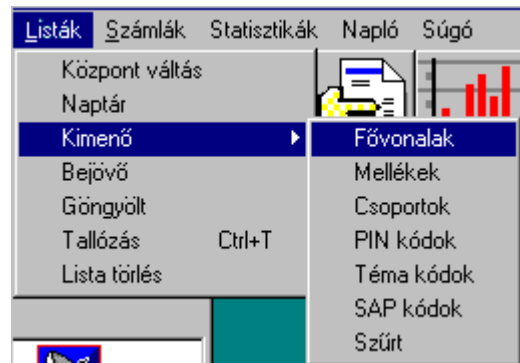 Listák Számlák Statisztikák Napló Súgó
Központ váltás
Naptár
Kimenő
Bejövő
Göngyölt
Tallózás Ctrl+T
Lista törlés
Fővonalak
Mellékek
Csoportok
PIN kódok
Téma kódok
SAP kódok
Szűrt